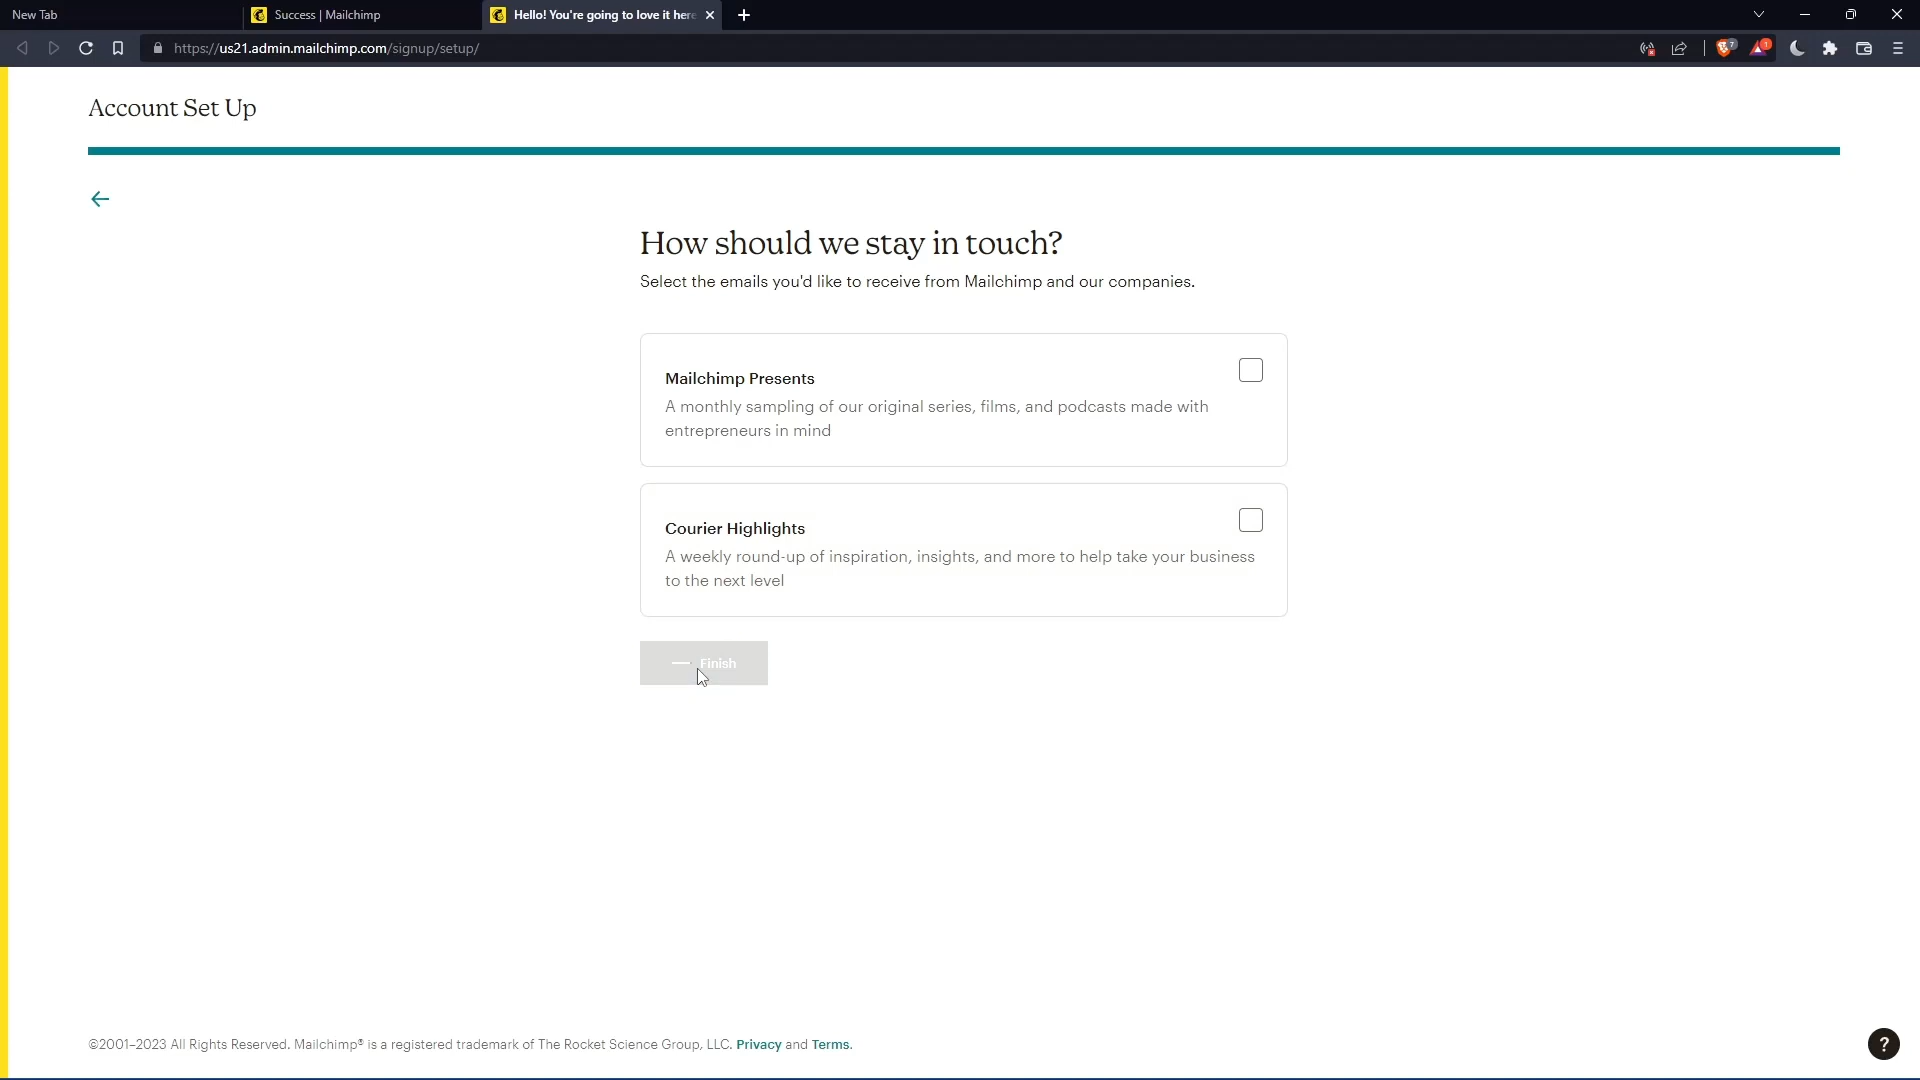 New Tab
Success | Mailchimp
Hello! You're going to love it here
https://us21.admin.mailchimp.com/signup/setup/
7
1
Account Set Up
How should we stay in touch?
Select the emails you'd like to receive from Mailchimp and our companies.
Mailchimp Presents
A monthly sampling of our original series, films, and podcasts made with
entrepreneurs in mind
Courier Highlights
A weekly round-up of inspiration, insights, and more to help take your business
to the next level
Finish
©2001–2023 All Rights Reserved. Mailchimp® is a registered trademark of The Rocket Science Group, LLC. Privacy and Terms.
?